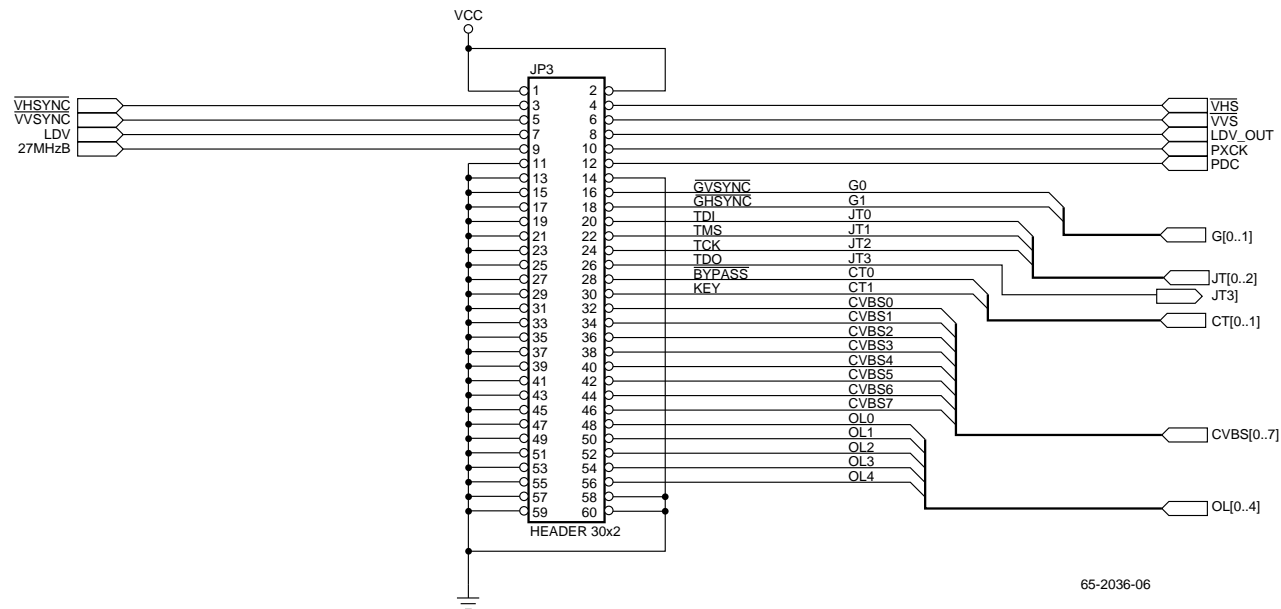 VCC
JP3
1 2
VHSYNC 3 4 VHS
VVSYNC 5 6 VVS
LDV 7 8 LDV_OUT
27MHzB 9 10 PXCK
11 12 PDC
13 14
15 16 GVSYNC G0
17 18 GHSYNC G1
19 20 TDI JT0
21 22 TMS JT1
G[0..1]
23 24 TCK JT2
25 26 TDO JT3
27 28 BYPASS CT0
JT[0..2]
29 30 KEY CT1
JT3]
31 32 CVBS0
33 34 CVBS1
CT[0..1]
35 36 CVBS2
37 38 CVBS3
39 40 CVBS4
41 42 CVBS5
43 44 CVBS6
45 46 CVBS7
47 48 OL0
49 50 OL1
CVBS[0..7]
51 52 OL2
53 54 OL3
55 56 OL4
57 58
59 60
OL[0..4]
HEADER 30x2
65-2036-06